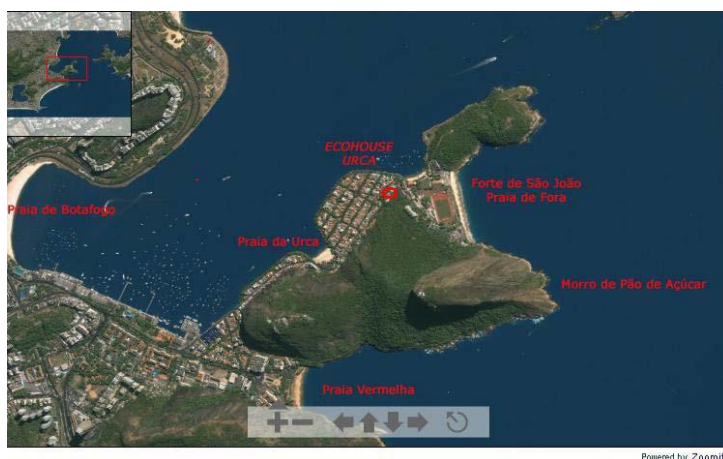 ECOHOUSE
URCA
Forte de São João
Praia de Fora
Praia de Botafogo
Praia da Urca
Morro de Pão de Açúcar
Praia Vermelha
Powered by Zoomit